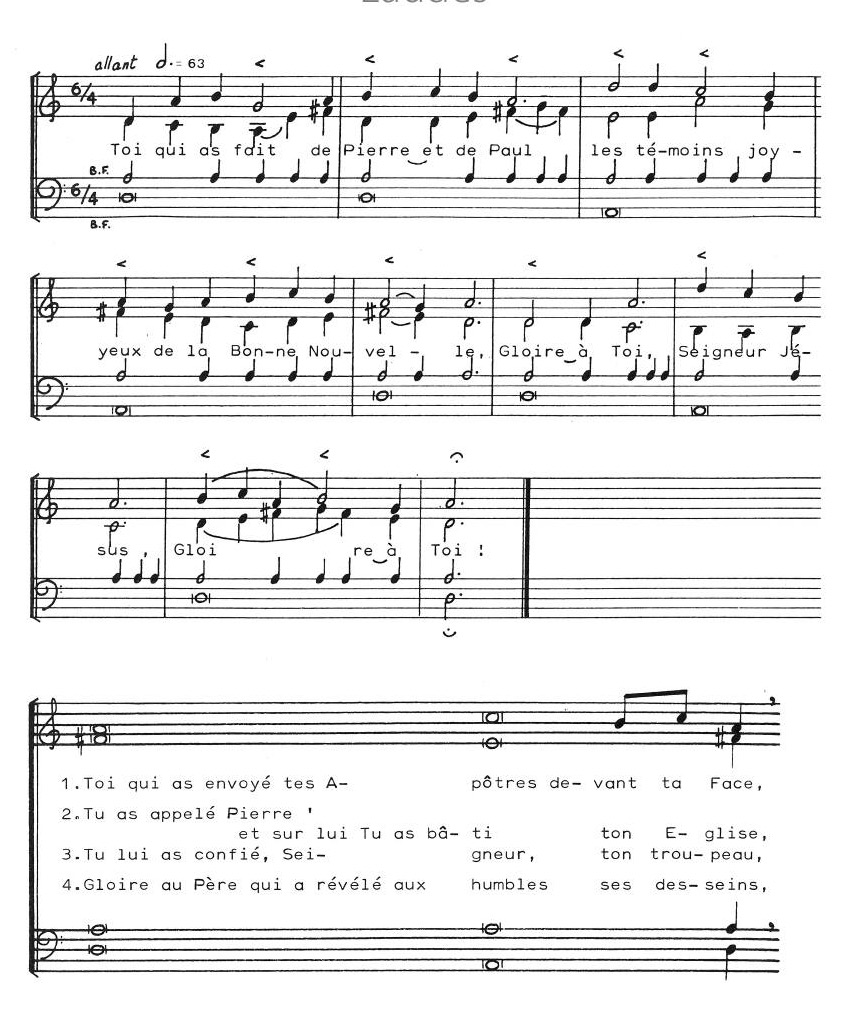 allant = 63
6/4
Toi qui as fait de Pierre et de Paul les té-moins joy-
B.F.
6/4
B.F.
yeux de la Bon-ne Nou-vel - le, Gloire à Toi, Seigneur Jé-
sus , Gloi re à Toi !
1.Toi qui as envoyé tes A- pôtres de- vant ta Face,
2.Tu as appelé Pierre '
et sur lui Tu as bâ- ti ton E- glise,
3.Tu lui as confié, Sei- gneur, ton trou- peau,
4.Gloire au Père qui a révélé aux humbles ses des- seins,